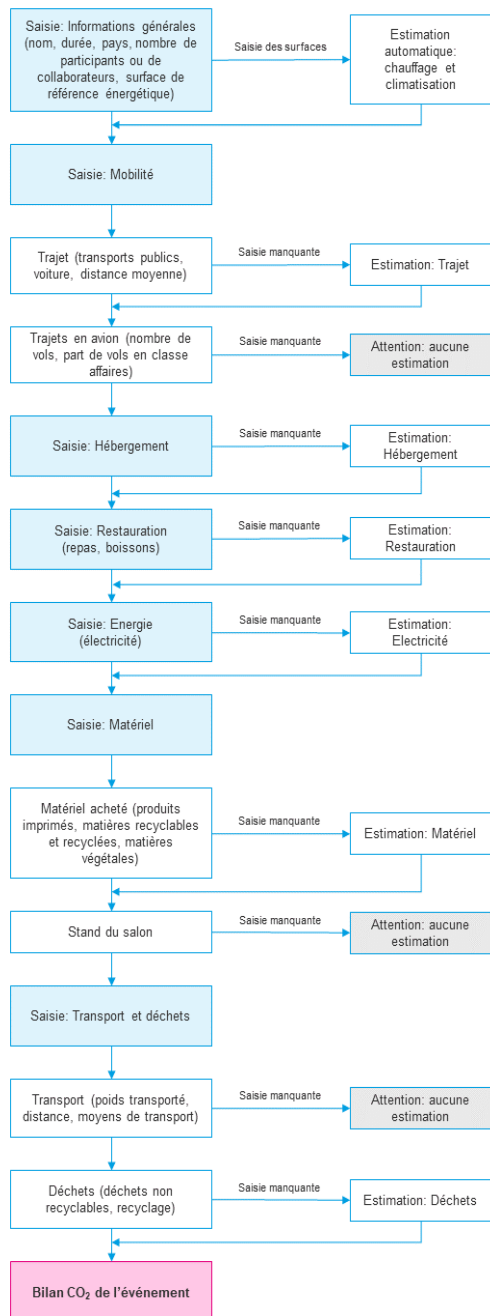 Saisie: Informations générales
(nom, durée, pays, nombre de
participants ou de
collaborateurs, surface de
référence énergétique)
Saisie des surfaces
Estimation
automatique:
chauffage et
climatisation
Saisie: Mobilité
Trajet (transports publics,
voiture, distance moyenne)
Saisie manquante
Estimation: Trajet
Trajets en avion (nombre de
vols, part de vols en classe
affaires)
Saisie manquante
Attention: aucune
estimation
Saisie: Hébergement
Saisie manquante
Estimation:
Hébergement
Saisie: Restauration
(repas, boissons)
Saisie manquante
Estimation:
Restauration
Saisie: Energie
(électricité)
Saisie manquante
Estimation:
Electricité
Saisie: Matériel
Matériel acheté (produits
imprimés, matières recyclables
et recyclées, matières
végétales)
Saisie manquante
Estimation: Matériel
Stand du salon
Saisie manquante
Attention: aucune
estimation
Saisie: Transport et déchets
Transport (poids transporté,
distance, moyens de transport)
Saisie manquante
Attention: aucune
estimation
Déchets (déchets non
recyclables, recyclage)
Saisie manquante
Estimation: Déchets
Bilan CO₂ de l'événement